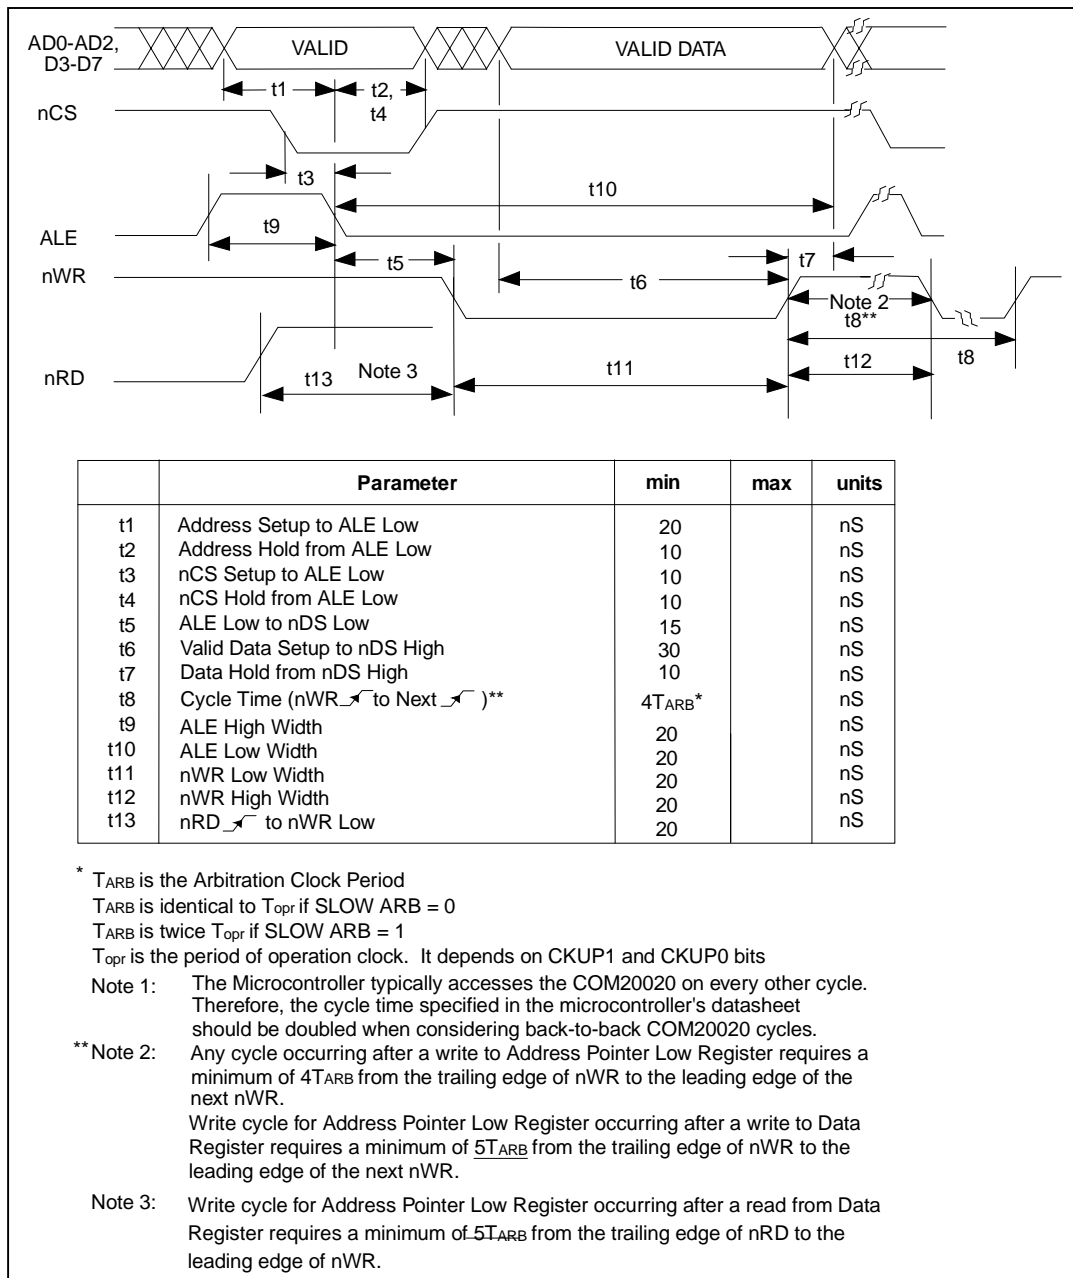 AD0-AD2,
D3-D7
VALID
VALID DATA
t1
t2,
t4
nCS
t3
t10
ALE
t9
t5
nWR
t6
t7
Note 2
t8**
t8
nRD
t13
Note 3
t11
t12
Parameter min max units
t1 Address Setup to ALE Low 20 nS
t2 Address Hold from ALE Low 10 nS
t3 nCS Setup to ALE Low 10 nS
t4 nCS Hold from ALE Low 10 nS
t5 ALE Low to nDS Low 15 nS
t6 Valid Data Setup to nDS High 30 nS
t7 Data Hold from nDS High 10 nS
t8 Cycle Time (nWR to Next )** 4TARB* nS
t9 ALE High Width 20 nS
t10 ALE Low Width 20 nS
t11 nWR Low Width 20 nS
t12 nWR High Width 20 nS
t13 nRD to nWR Low 20 nS
* TARB is the Arbitration Clock Period
TARB is identical to Topr if SLOW ARB = 0
TARB is twice Topr if SLOW ARB = 1
Topr is the period of operation clock. It depends on CKUP1 and CKUP0 bits
Note 1: The Microcontroller typically accesses the COM20020 on every other cycle.
Therefore, the cycle time specified in the microcontroller's datasheet
should be doubled when considering back-to-back COM20020 cycles.
**Note 2: Any cycle occurring after a write to Address Pointer Low Register requires a
minimum of 4TARB from the trailing edge of nWR to the leading edge of the
next nWR.
Write cycle for Address Pointer Low Register occurring after a write to Data
Register requires a minimum of 5TARB from the trailing edge of nWR to the
leading edge of the next nWR.
Note 3: Write cycle for Address Pointer Low Register occurring after a read from Data
Register requires a minimum of 5TARB from the trailing edge of nRD to the
leading edge of nWR.